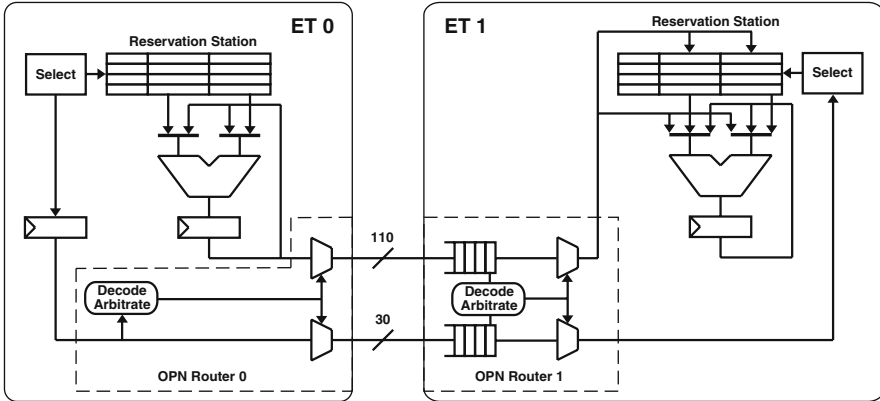 ET 0
Reservation Station
Select
Decode
Arbitrate
OPN Router 0
110
30
ET 1
Reservation Station
Select
Decode
Arbitrate
OPN Router 1